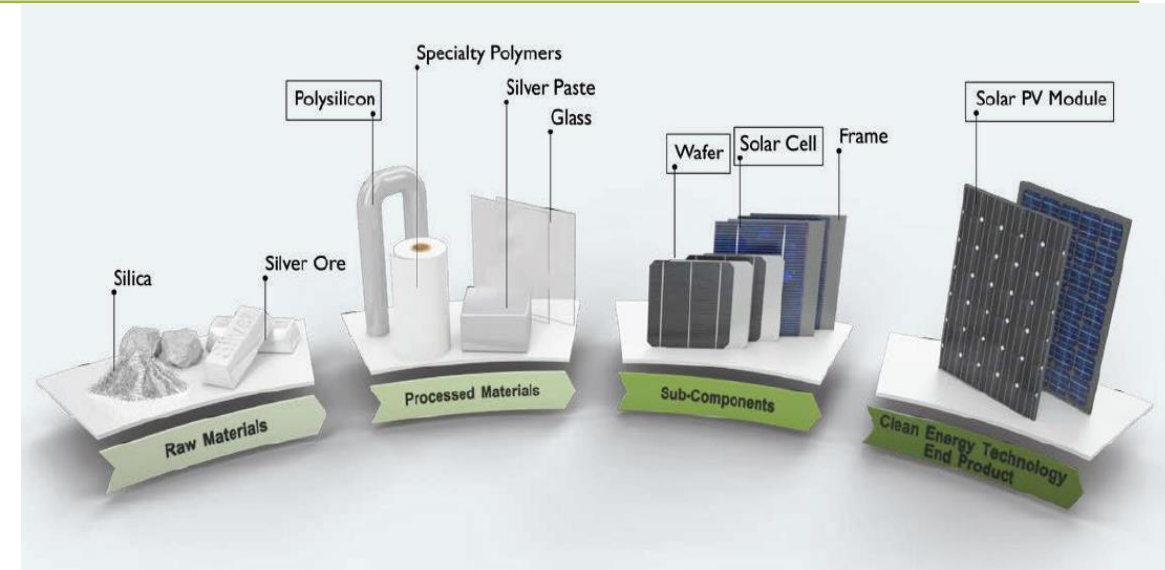 Specialty Polymers
Polysilicon
Silver Paste
Glass
Solar PV Module
Wafer
Solar Cell
Frame
Silica
Silver Ore
Raw Materials
Processed Materials
Sub-Components
Clean Energy Technology
End Product